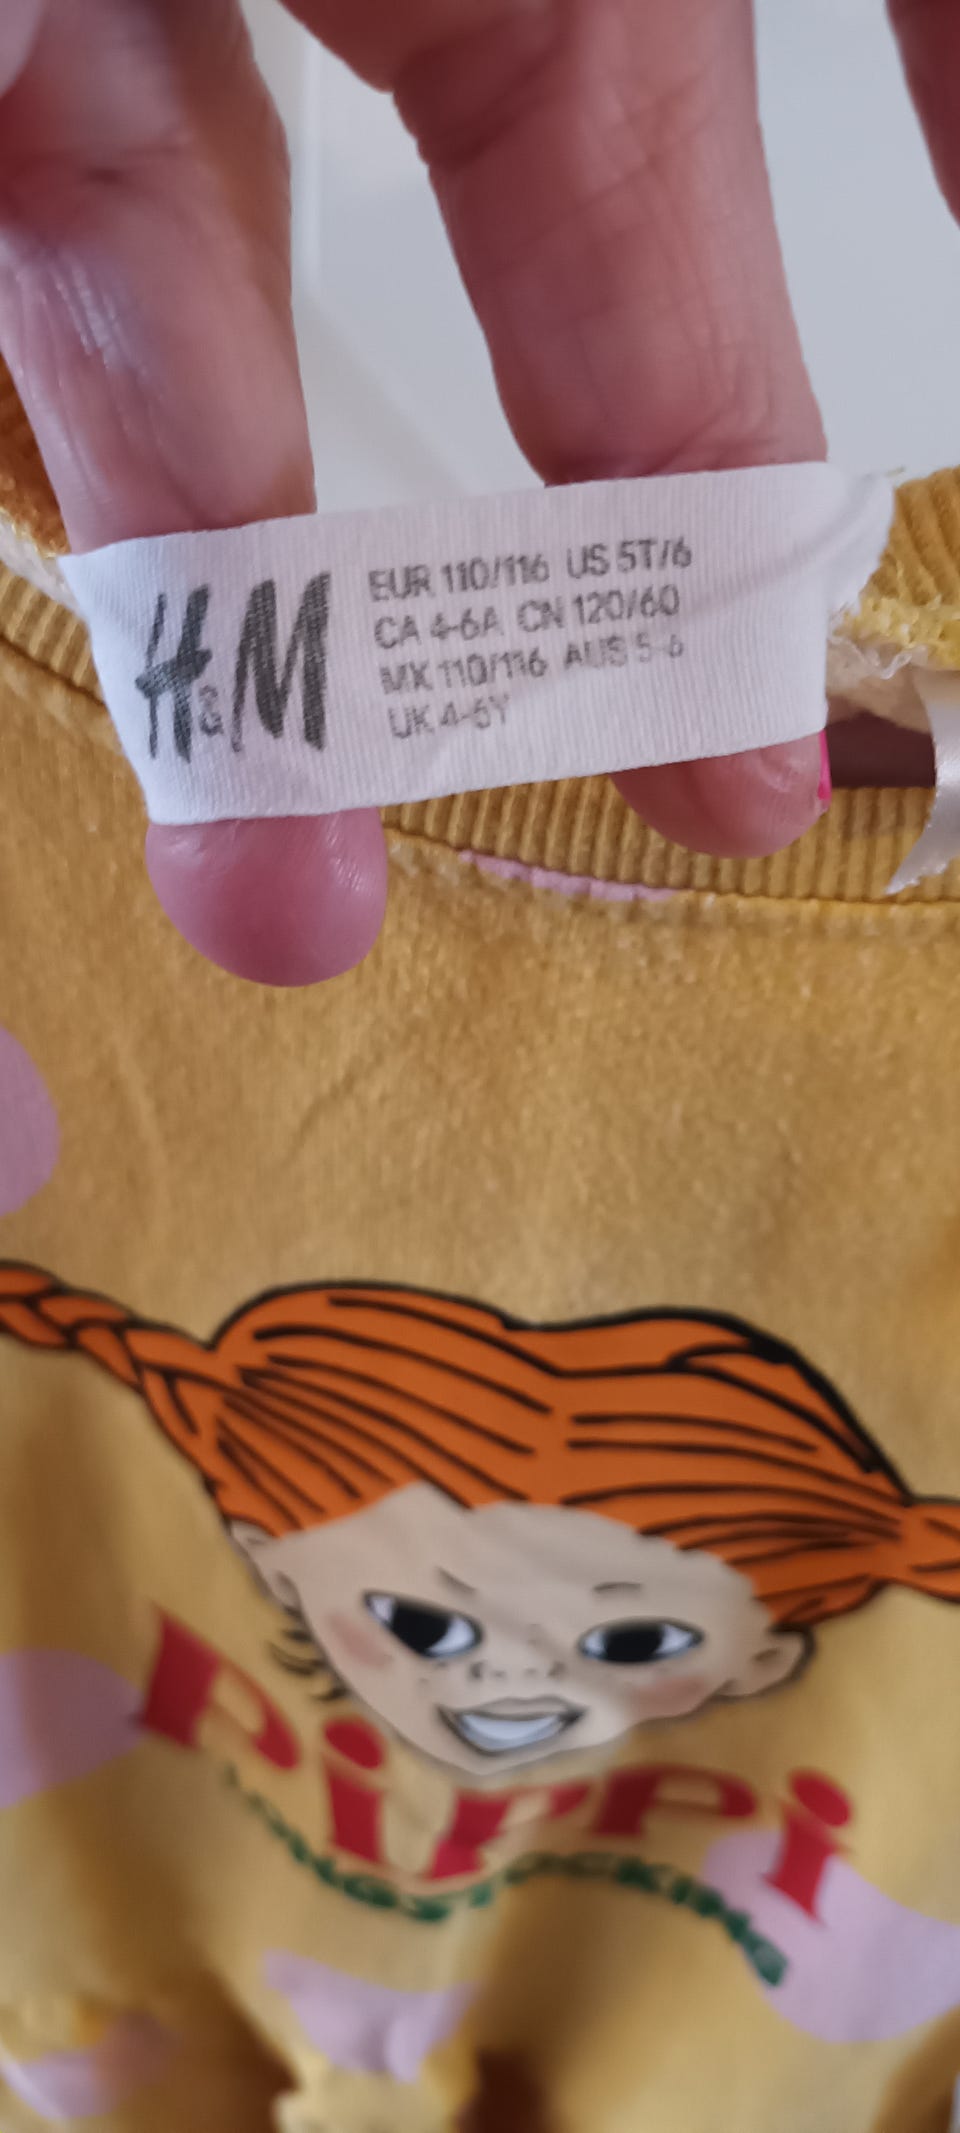 H&M
EUR 110/116 US 5T/6
CA 4-6A CN 120/60
MX 110/116 AUS 5-6
UK 4-6Y
Pippi